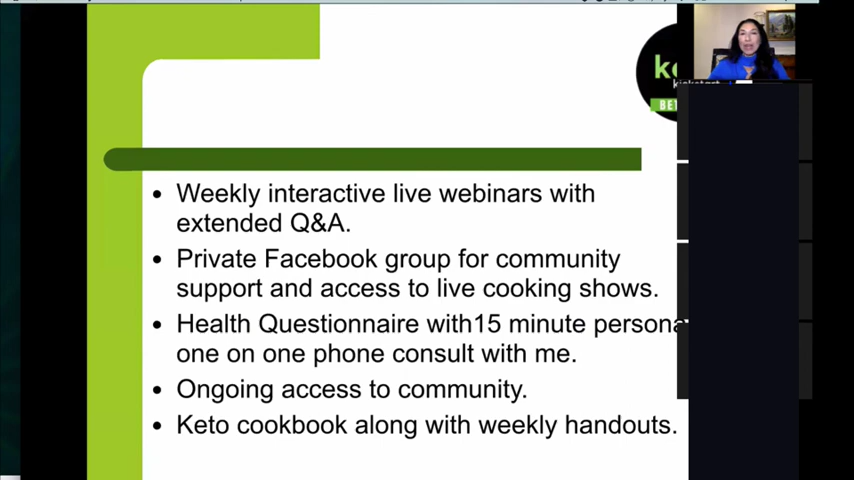 • Weekly interactive live webinars with
extended Q&A.
• Private Facebook group for community
support and access to live cooking shows.
• Health Questionnaire with15 minute persona
one on one phone consult with me.
• Ongoing access to community.
• Keto cookbook along with weekly handouts.